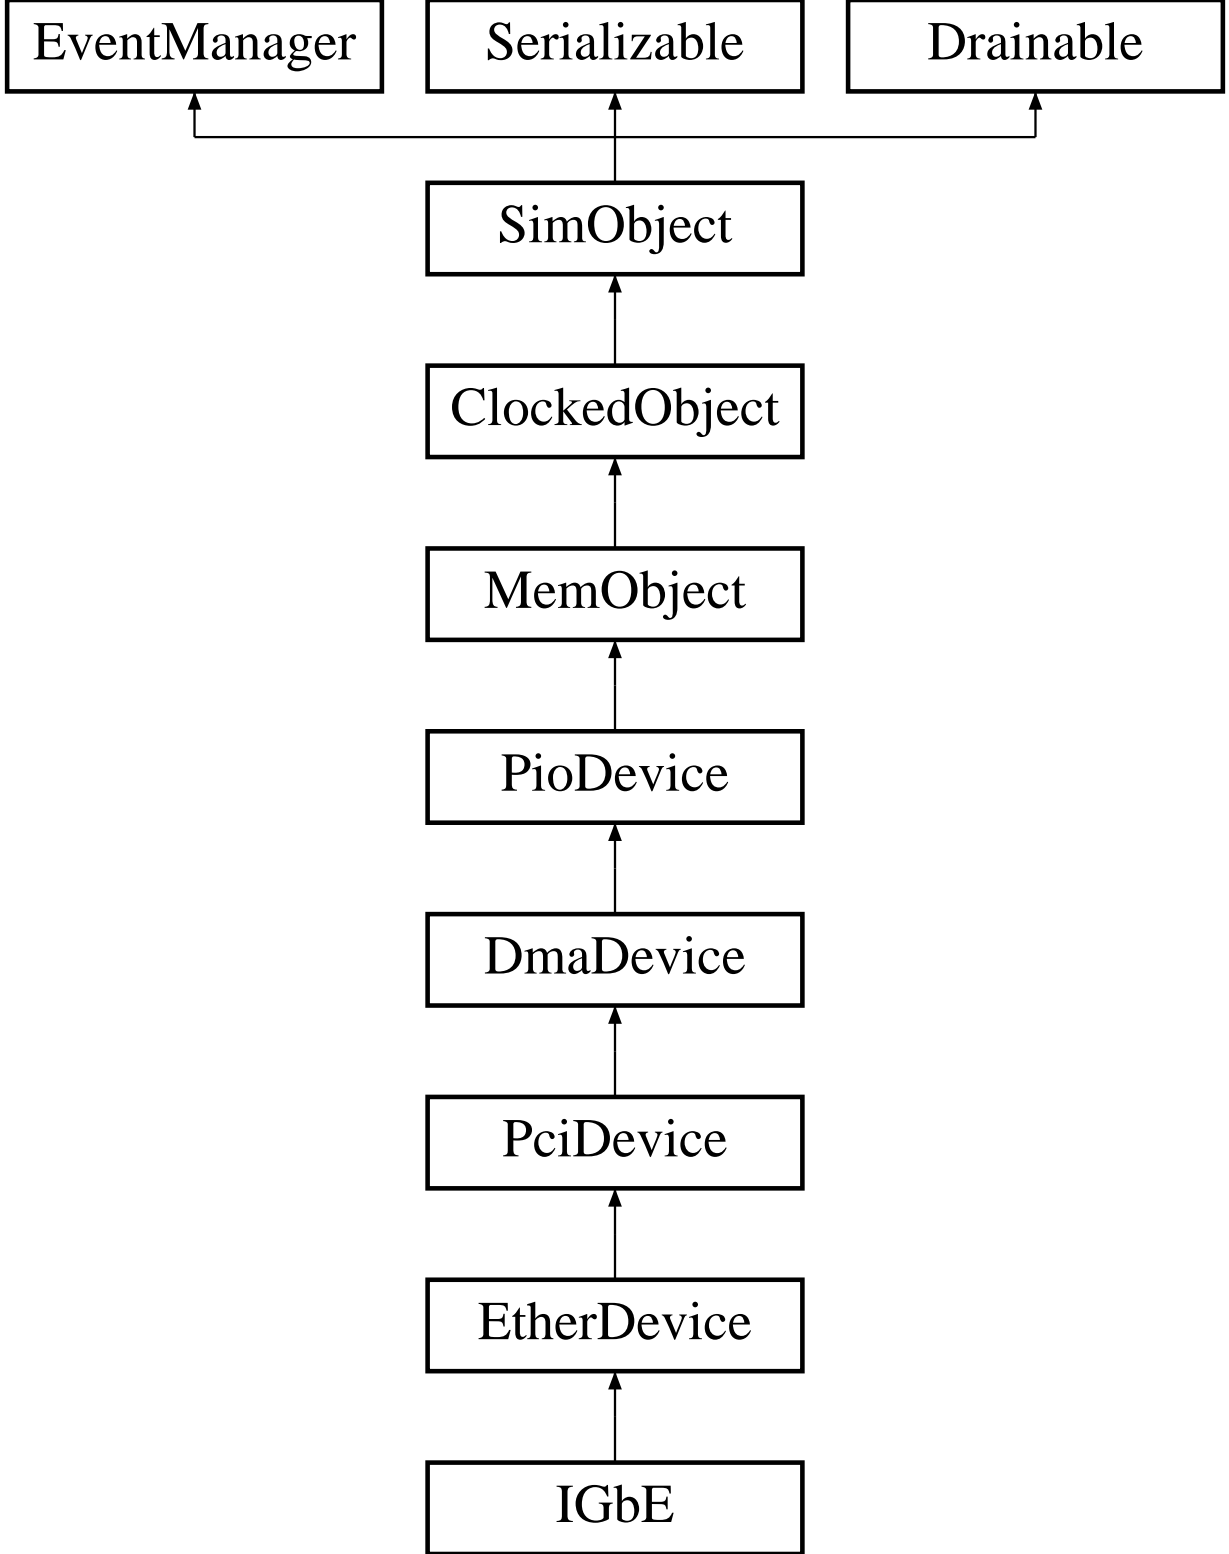 EventManager
Serializable
Drainable
SimObject
ClockedObject
MemObject
PioDevice
DmaDevice
PciDevice
EtherDevice
IGbE